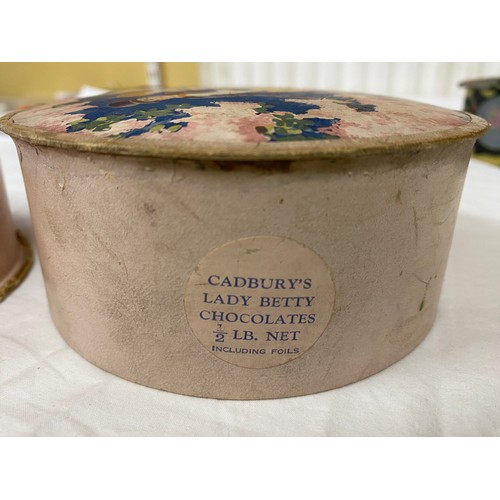 CADBURY'S
LADY BETTY
CHOCOLATES
½ LB. NET
INCLUDING FOILS